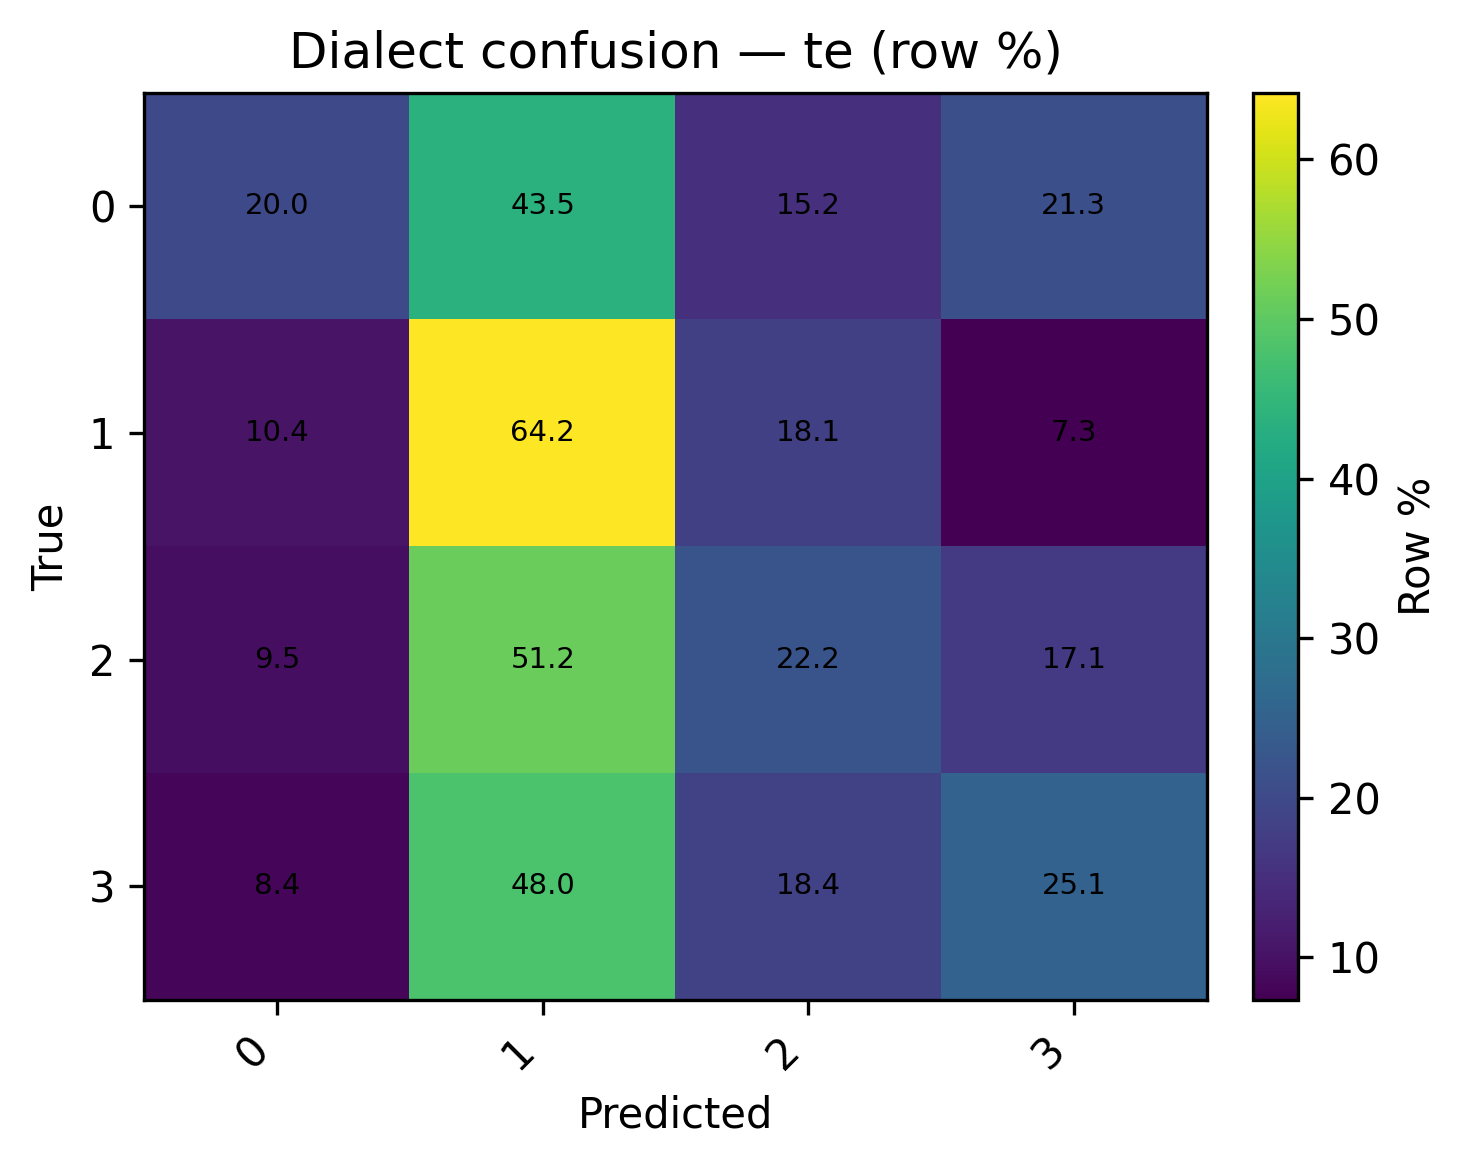 Dialect confusion — te (row %)
0 20.0 43.5 15.2 21.3
1 10.4 64.2 18.1 7.3
2 9.5 51.2 22.2 17.1
3 8.4 48.0 18.4 25.1
0 1 2 3
Predicted
True
60
50
40
30
20
10
Row %